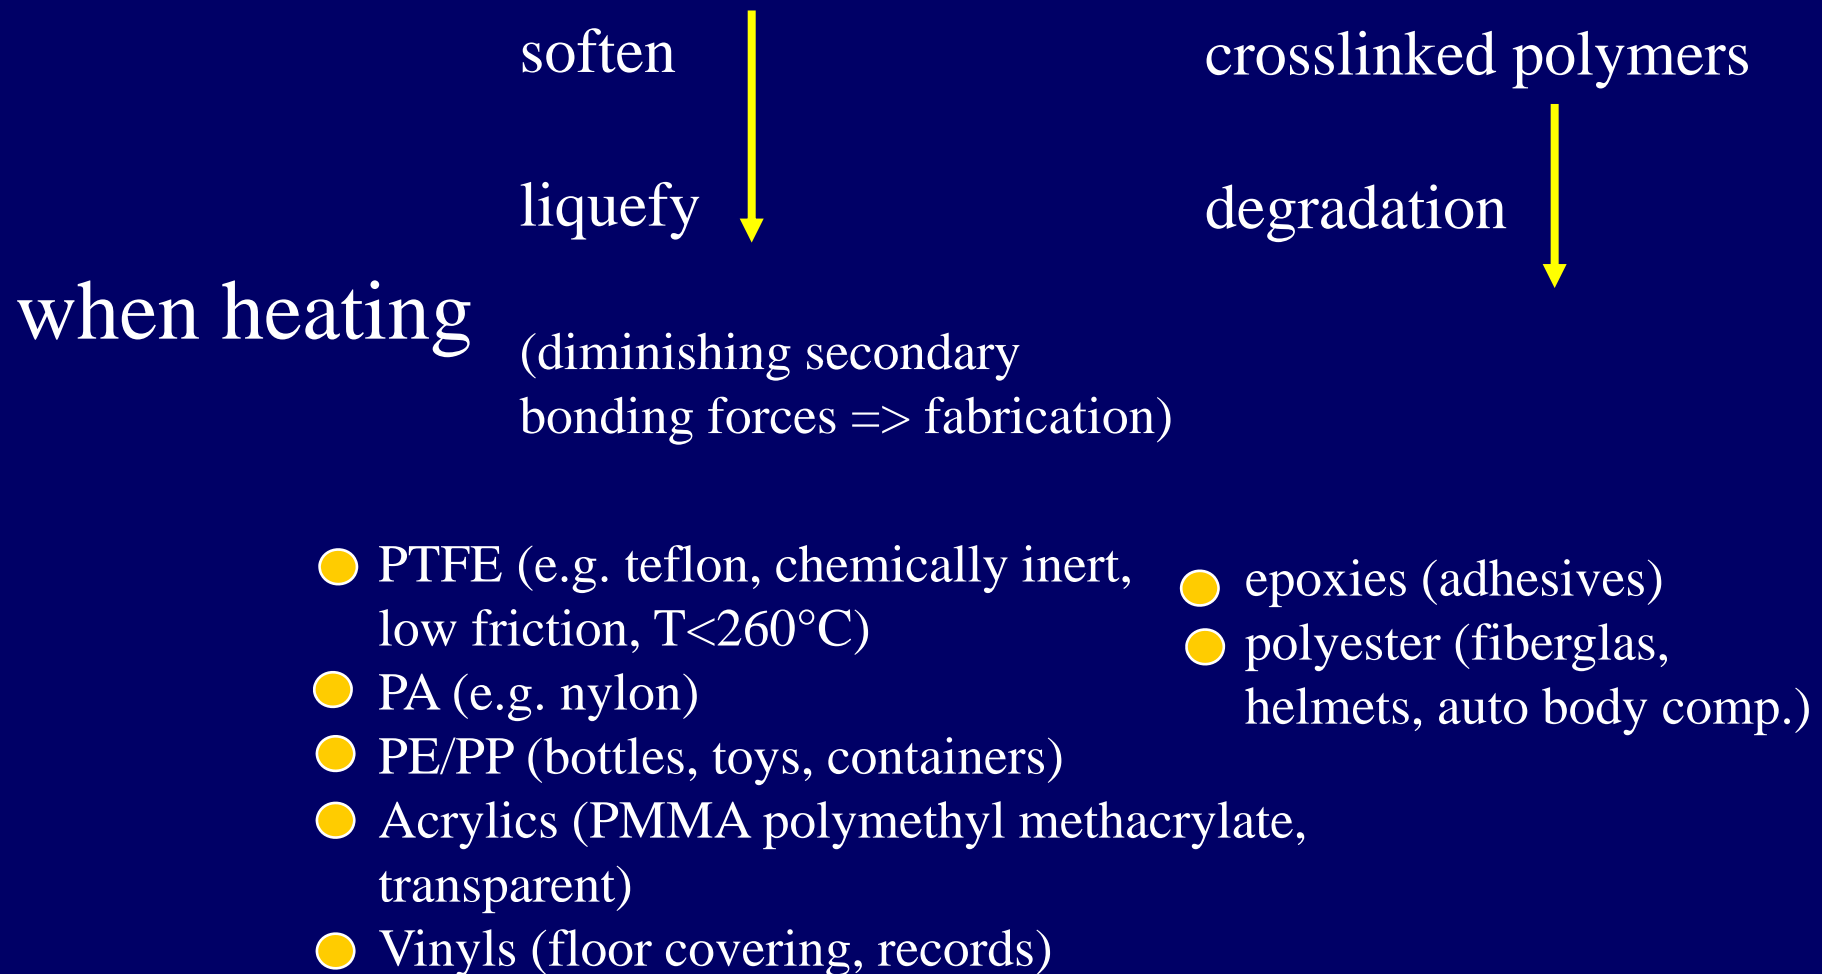 soften
liquefy
when heating
(diminishing secondary
bonding forces => fabrication)
crosslinked polymers
degradation
PTFE (e.g. teflon, chemically inert,
low friction, T<260°C)
PA (e.g. nylon)
PE/PP (bottles, toys, containers)
Acrylics (PMMA polymethyl methacrylate,
transparent)
Vinyls (floor covering, records)
epoxies (adhesives)
polyester (fiberglas,
helmets, auto body comp.)